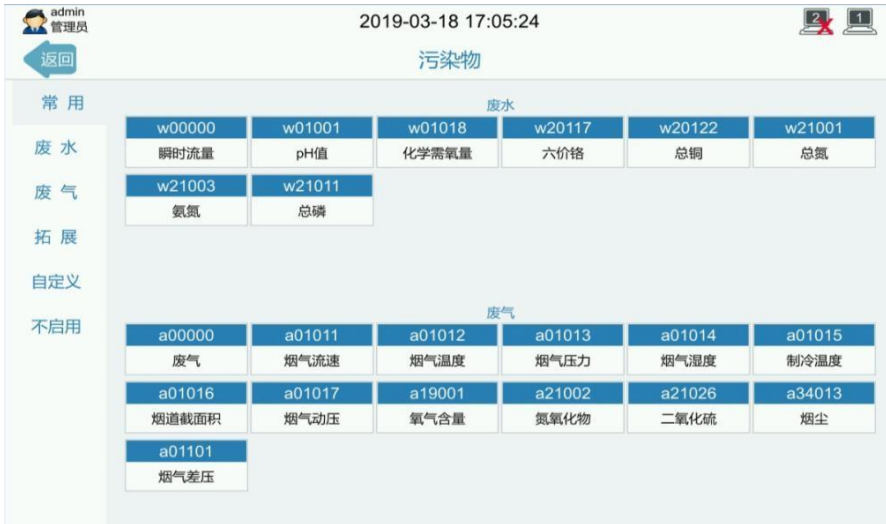 admin
管理员
2019-03-18 17:05:24
2
1
返回
污染物
常 用
废 水
废 气
拓 展
自定义
不启用
废水
w00000 w01001 w01018 w20117 w20122 w21001
瞬时流量 pH值 化学需氧量 六价铬 总铜 总氮
w21003 w21011
氨氮 总磷
废气
a00000 a01011 a01012 a01013 a01014 a01015
废气 烟气流速 烟气温度 烟气压力 烟气湿度 制冷温度
a01016 a01017 a19001 a21002 a21026 a34013
烟道截面积 烟气动压 氧气含量 氮氧化物 二氧化硫 烟尘
a01101
烟气差压